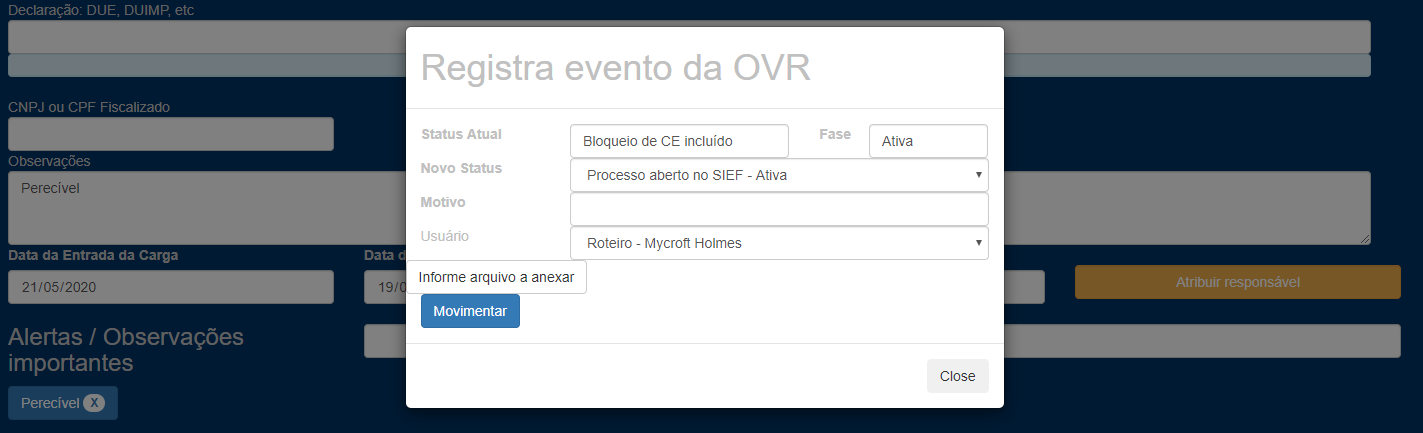 Declaração: DUE, DUIMP, etc
Registra evento da OVR
CNPJ ou CPF Fiscalizado
Status Atual Bloqueio de CE incluído Fase Ativa
Observações
Novo Status Processo aberto no SIEF - Ativa
Perecível
Motivo
Usuário Roteiro - Mycroft Holmes
Data da Entrada da Carga Data d
Informe arquivo a anexar
21/05/2020 19/0 Atribuir responsável
Movimentar
Alertas / Observações
importantes
Close
Perecível X